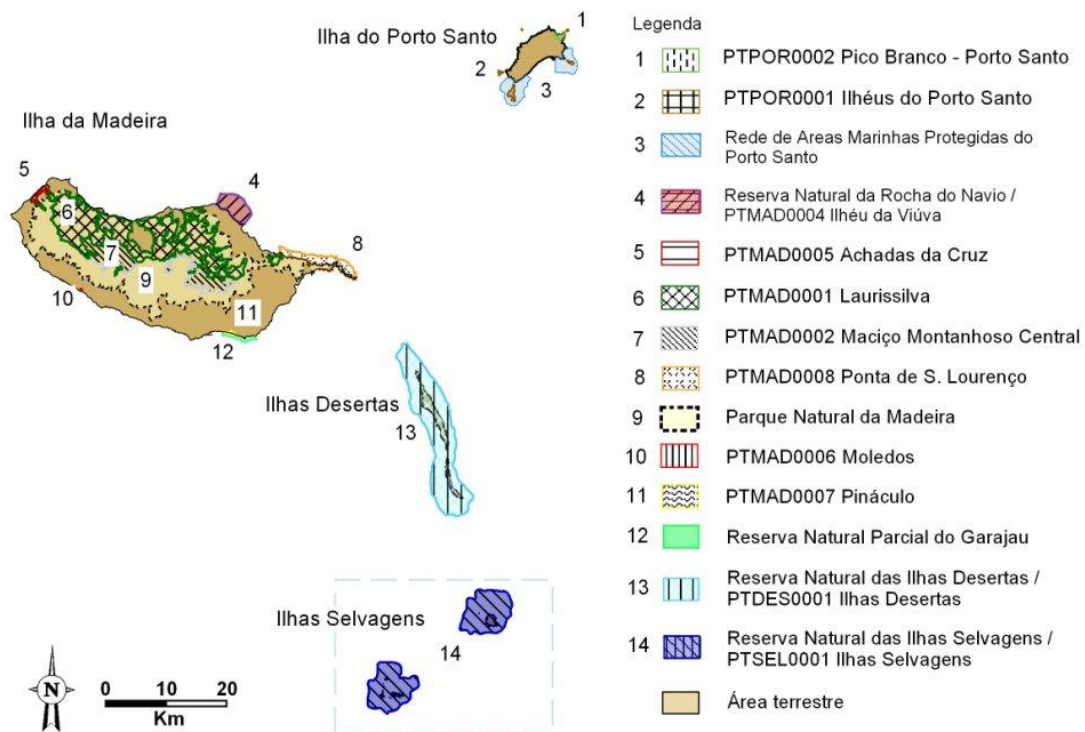 Ilha do Porto Santo
1
2
3
Ilha da Madeira
5
4
6
7
8
9
10
11
12
Ilhas Desertas
13
Ilhas Selvagens
14
N
0 10 20
Km
Legenda
1 PTPOR0002 Pico Branco - Porto Santo
2 PTPOR0001 Ilhéus do Porto Santo
3 Rede de Areas Marinhas Protegidas do
Porto Santo
4 Reserva Natural da Rocha do Navio /
PTMAD0004 Ilhéu da Viúva
5 PTMAD0005 Achadas da Cruz
6 PTMAD0001 Laurissilva
7 PTMAD0002 Maciço Montanhoso Central
8 PTMAD0008 Ponta de S. Lourenço
9 Parque Natural da Madeira
10 PTMAD0006 Moledos
11 PTMAD0007 Pináculo
12 Reserva Natural Parcial do Garajau
13 Reserva Natural das Ilhas Desertas /
PTDES0001 Ilhas Desertas
14 Reserva Natural das Ilhas Selvagens /
PTSEL0001 Ilhas Selvagens
Área terrestre